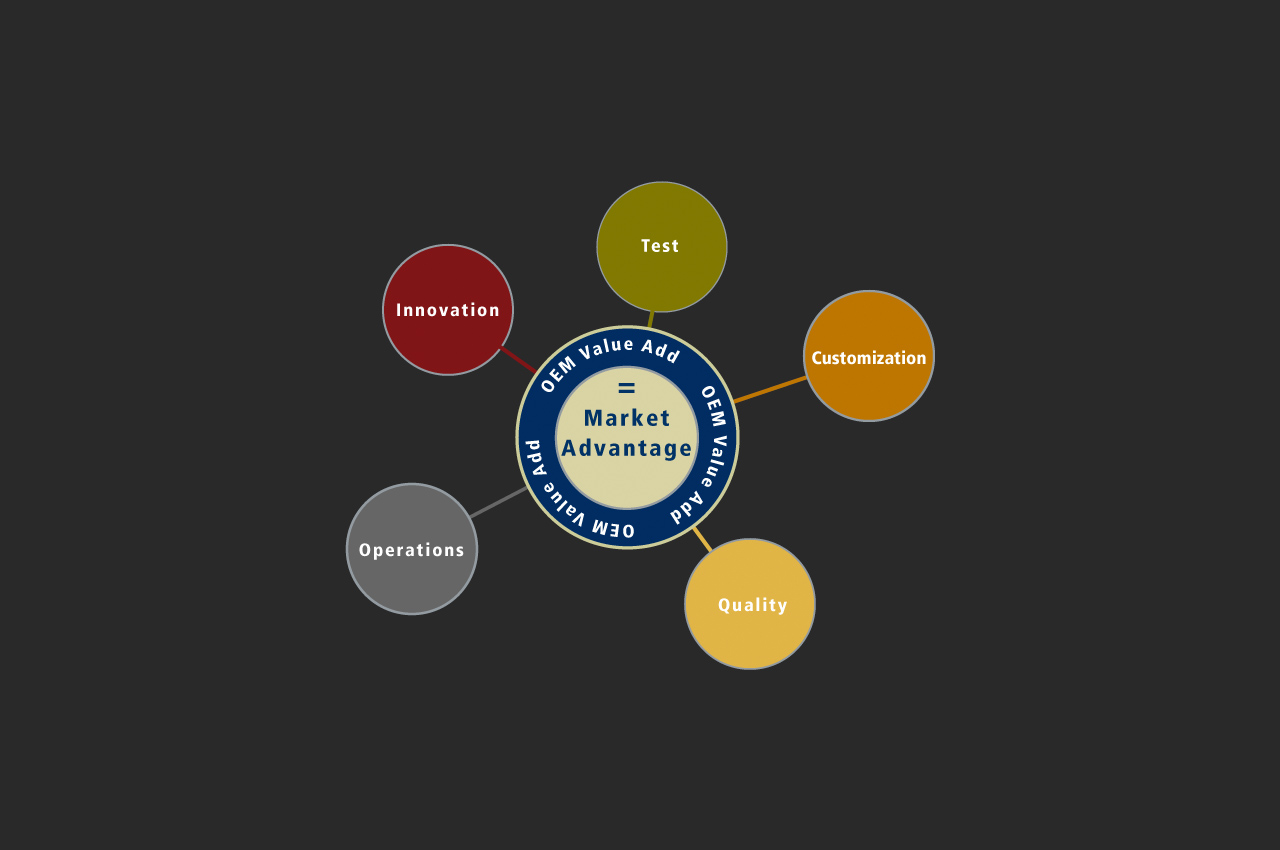 Test
Innovation
Customization
OEM Value Add
OEM Value Add
OEM Value Add
=
Market
Advantage
Operations
Quality